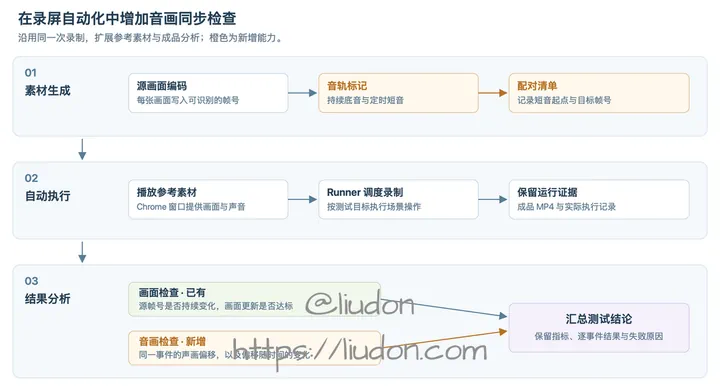 在录屏自动化中增加音画同步检查
沿用同一次录制，扩展参考素材与成品分析；橙色为新增能力。
01
素材生成
源画面编码
每张画面写入可识别的帧号
音轨标记
持续底音与定时短音
配对清单
记录短音起点与目标帧号
02
自动执行
播放参考素材
Chrome 窗口提供画面与声音
Runner 调度录制
按测试目标执行场景操作
保留运行证据
成品 MP4 与实际执行记录
03
结果分析
画面检查 · 已有
源帧号是否持续变化，画面更新是否达标
音画检查 · 新增
同一事件的声画偏移，以及偏移随时间的变化
汇总测试结论
保留指标、逐事件结果与失败原因
@liudon
https://liudon.com